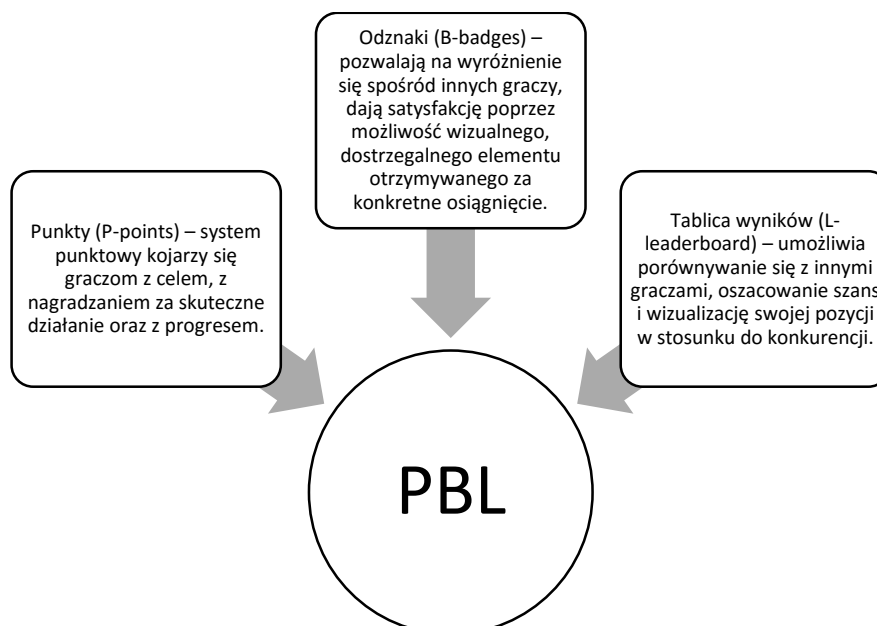 Odznaki (B-badges) –
pozwalają na wyróżnienie
się spośród innych graczy,
dają satysfakcję poprzez
możliwość wizualnego,
dostrzegalnego elementu
otrzymywanego za
konkretne osiągnięcie.
Punkty (P-points) – system
punktowy kojarzy się
graczom z celem, z
nagradzaniem za skuteczne
działanie oraz z progresem.
Tablica wyników (L-
leaderboard) – umożliwia
porównywanie się z innymi
graczami, oszacowanie szans
i wizualizację swojej pozycji
w stosunku do konkurencji.
PBL